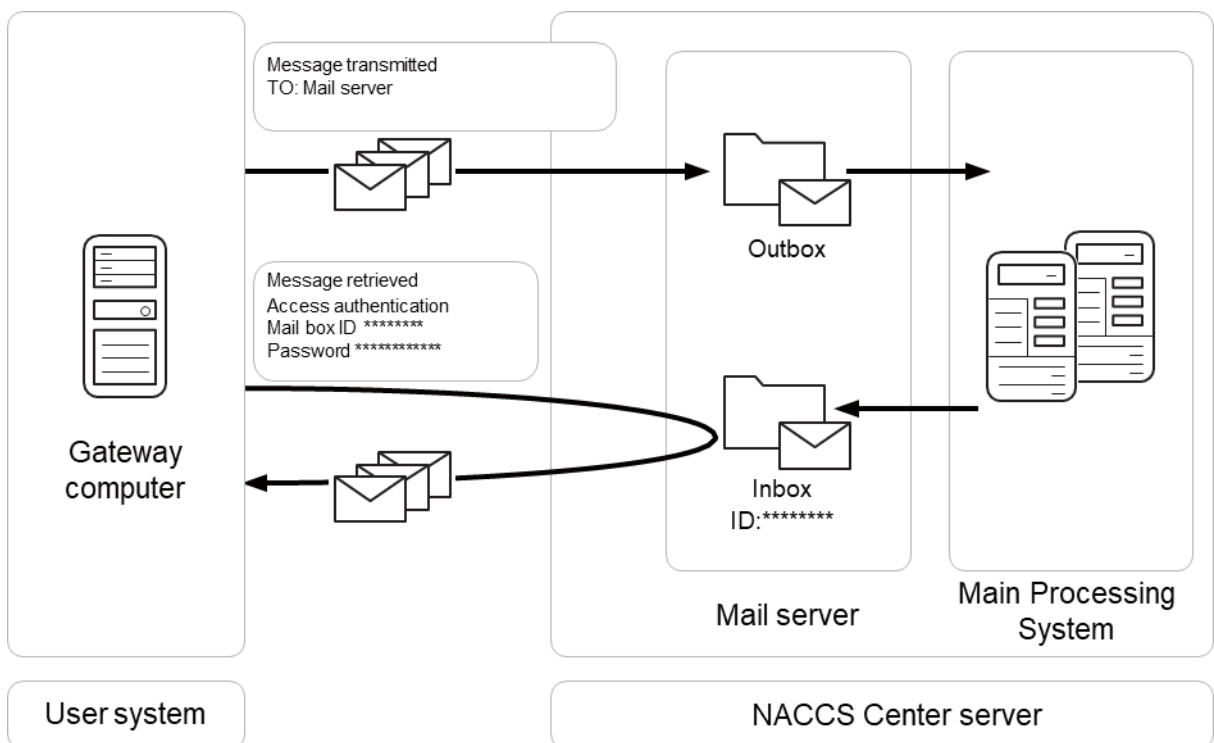 Message transmitted
TO: Mail server
Outbox
Message retrieved
Access authentication
Mail box ID ********
Password ************
Gateway
computer
Inbox
ID:********
Mail server
Main Processing
System
User system
NACCS Center server